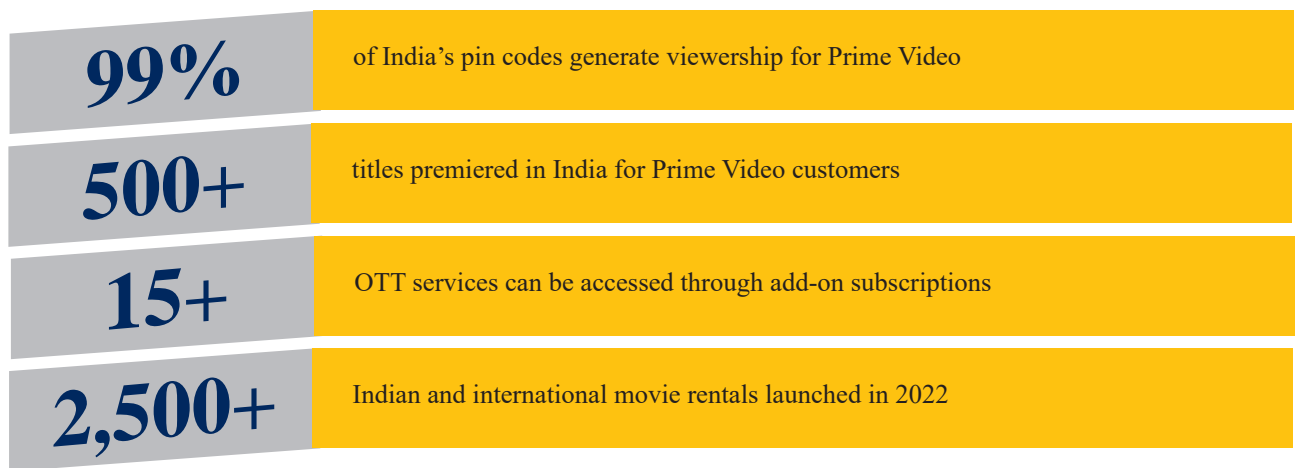 99%
of India’s pin codes generate viewership for Prime Video
500+
titles premiered in India for Prime Video customers
15+
OTT services can be accessed through add-on subscriptions
2,500+
Indian and international movie rentals launched in 2022